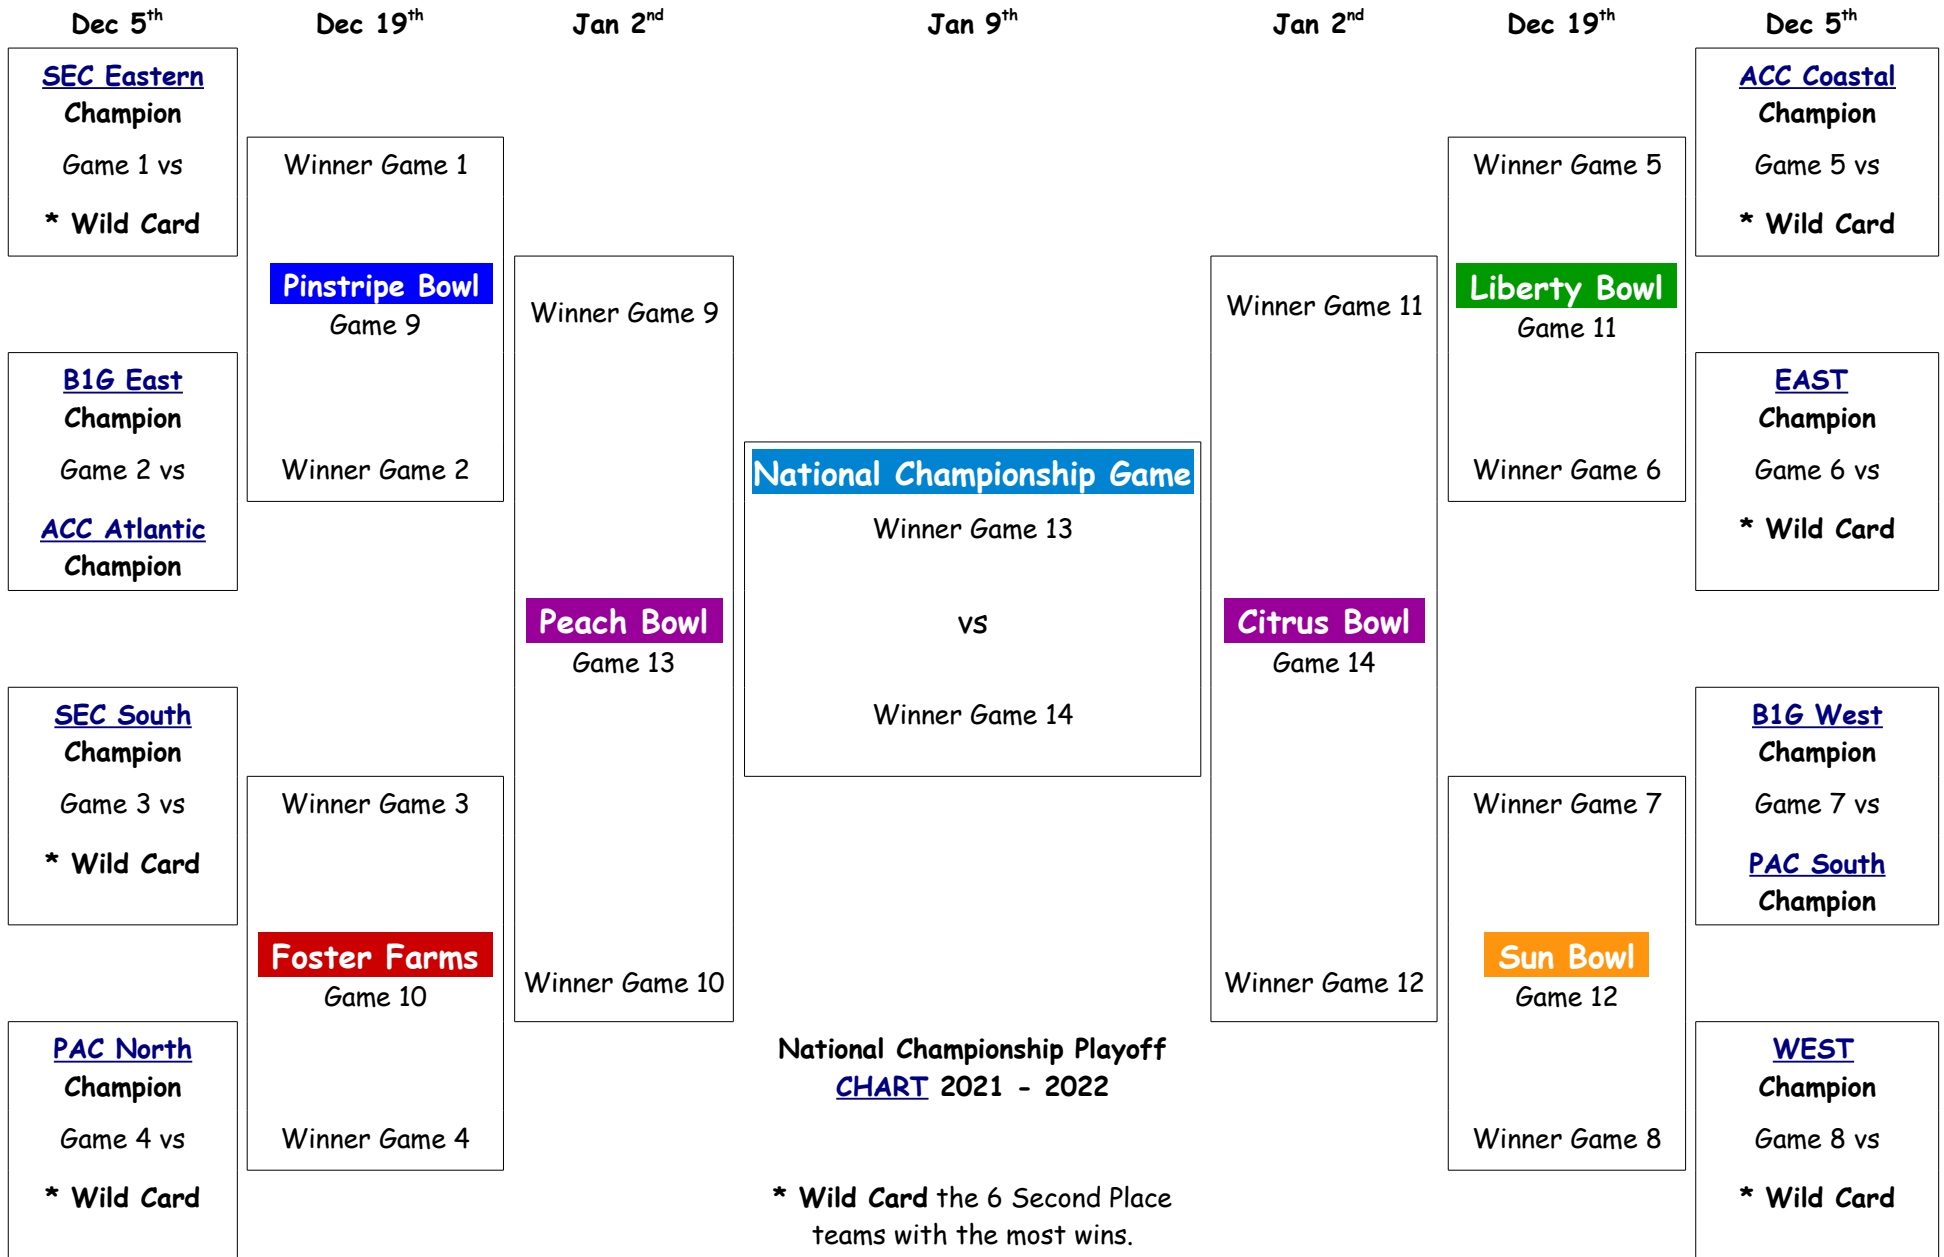 Dec 5th
Dec 19th
Jan 2nd
Jan 9th
Jan 2nd
Dec 19th
Dec 5th
SEC Eastern
Champion
Game 1 vs
* Wild Card
B1G East
Champion
Game 2 vs
ACC Atlantic
Champion
SEC South
Champion
Game 3 vs
* Wild Card
PAC North
Champion
Game 4 vs
* Wild Card
Winner Game 1
Pinstripe Bowl
Game 9
Winner Game 2
Winner Game 3
Foster Farms
Game 10
Winner Game 4
Winner Game 9
Peach Bowl
Game 13
Winner Game 10
National Championship Game
Winner Game 13
vs
Winner Game 14
National Championship Playoff
CHART 2021 - 2022
* Wild Card the 6 Second Place
teams with the most wins.
Winner Game 11
Citrus Bowl
Game 14
Winner Game 12
Winner Game 5
Liberty Bowl
Game 11
Winner Game 6
Winner Game 7
Sun Bowl
Game 12
Winner Game 8
ACC Coastal
Champion
Game 5 vs
* Wild Card
EAST
Champion
Game 6 vs
* Wild Card
B1G West
Champion
Game 7 vs
PAC South
Champion
WEST
Champion
Game 8 vs
* Wild Card